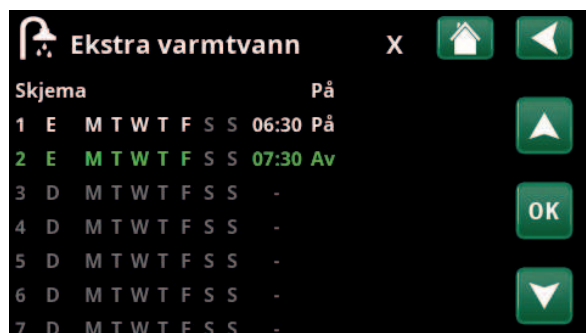 Ekstra varmtvann X
Skjema På
1 E M T W T F S S 06:30 På
2 E M T W T F S S 07:30 Av
3 D M T W T F S S -
4 D M T W T F S S -
OK
5 D M T W T F S S -
6 D M T W T F S S -
7 D M T W T F S S